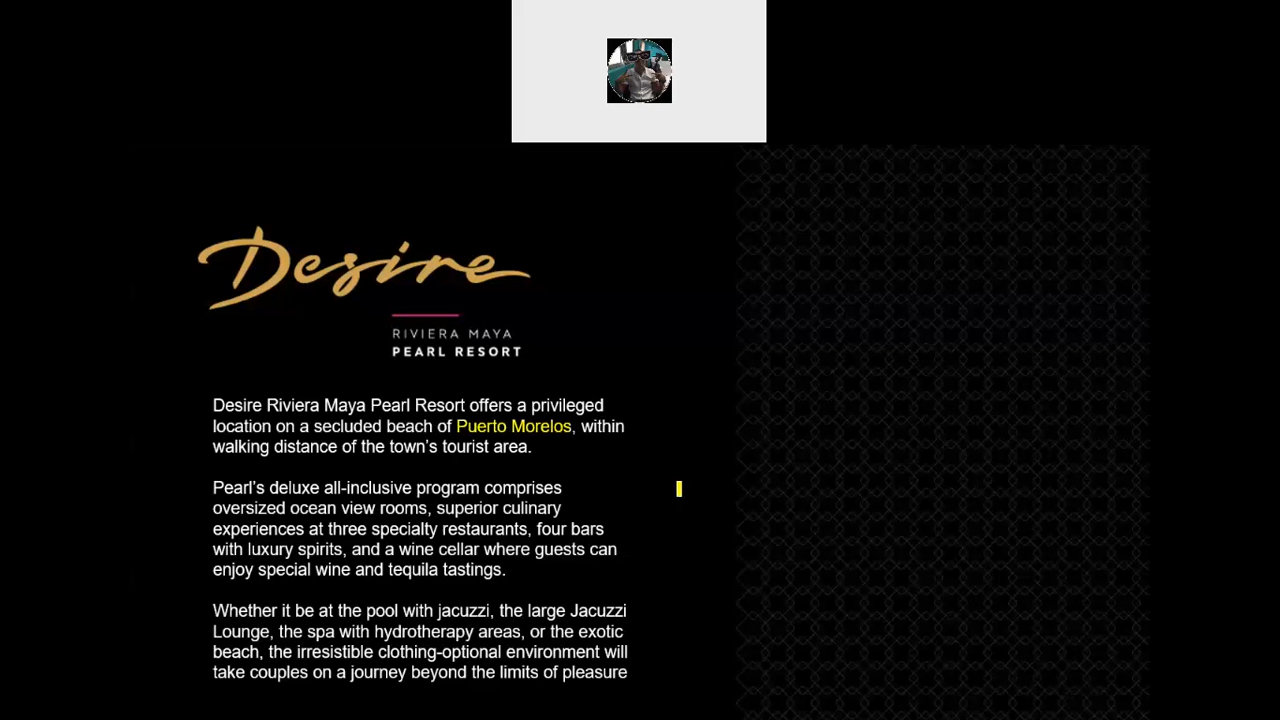 Desire
RIVIERA MAYA
PEARL RESORT
Desire Riviera Maya Pearl Resort offers a privileged
location on a secluded beach of Puerto Morelos, within
walking distance of the town’s tourist area.
Pearl’s deluxe all-inclusive program comprises
oversized ocean view rooms, superior culinary
experiences at three specialty restaurants, four bars
with luxury spirits, and a wine cellar where guests can
enjoy special wine and tequila tastings.
Whether it be at the pool with jacuzzi, the large Jacuzzi
Lounge, the spa with hydrotherapy areas, or the exotic
beach, the irresistible clothing-optional environment will
take couples on a journey beyond the limits of pleasure